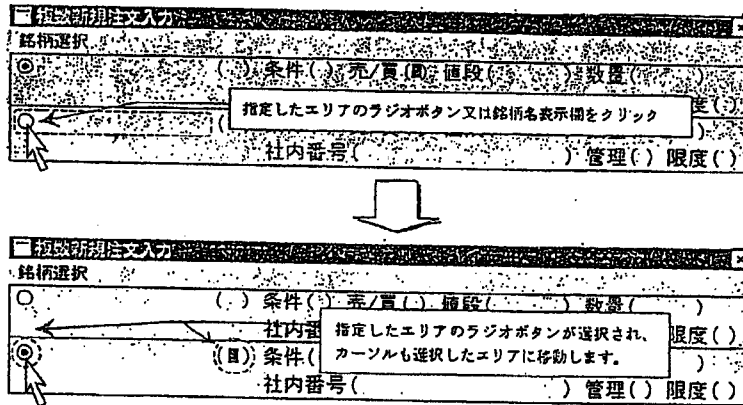 複数新規注文入力
銘柄選択
( ) 条件( ) 売/買( ) 値段( ) 数量( )
度( )
指定したエリアのラジオボタン又は銘柄名表示欄をクリック
社内番号( ) 管理( ) 限度( )
複数新規注文入力
銘柄選択
( ) 条件( ) 売/買( ) 値段( ) 数量( )
社内番 限度( )
指定したエリアのラジオボタンが選択され、
カーソルも選択したエリアに移動します。
条件( )
社内番号( ) 管理( ) 限度( )